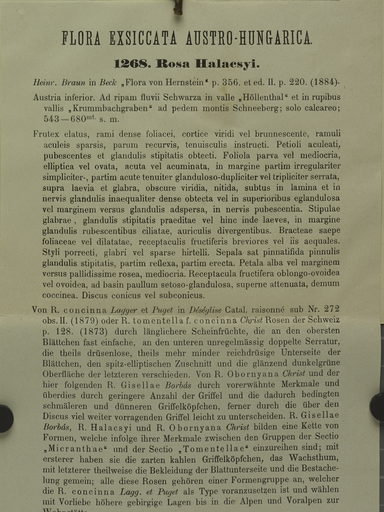 FLORA EXSICCATA AUSTRO-HUNGARICA.
1268. Rosa Halacsyi.
Heinr. Braun in Beck „Flora von Hernstein“ p. 356. et ed. II. p. 220. (1884).
Austria inferior. Ad ripam fluvii Schwarza in valle „Höllenthal“ et in rupibus
vallis „Krummbachgraben“ ad pedem montis Schneeberg; solo calcareo;
543—680met. s. m.
Frutex elatus, rami dense foliacei, cortice viridi vel brunnescente, ramuli
aculeis sparsis, parum recurvis, tenuisculis instructi. Petioli aculeati,
pubescentes et glandulis stipitatis obtecti. Foliola parva vel mediocria,
elliptica vel ovata, acuta vel acuminata, in margine partim irregulariter
simpliciter-, partim acute tenuiter glanduloso-dupliciter vel tripliciter serrata,
supra laevia et glabra, obscure viridia, nitida, subtus in lamina et in
nervis glandulis inaequaliter dense obtecta vel in superioribus eglandulosa
vel marginem versus glandulis adspersa, in nervis pubescentia. Stipulae
glabrae, glandulis stipitatis praeditae vel hinc inde laeves, in margine
glandulis rubescentibus ciliatae, auriculis divergentibus. Bracteae saepe
foliaceae vel dilatatae, receptaculis fructiferis breviores vel iis aequales.
Styli porrecti, glabri vel sparse hirtelli. Sepala sat pinnatifida pinnulis
glandulis stipitatis, partim reflexa, partim erecta. Petala alba vel marginem
versus pallidissime rosea, mediocria. Receptacula fructifera oblongo-ovoidea
vel ovoidea, ad basin paullum setoso-glandulosa, superne attenuata, demum
coccinea. Discus conicus vel subconicus.
Von R. concinna Lagger et Puget in Déséglise Catal. raisonné sub Nr. 272
obs. II. (1879) oder R. tomentella f. concinna Christ Rosen der Schweiz
p. 128. (1873) durch länglichere Scheinfrüchte, die an den obersten
Blättchen fast einfache, an den unteren unregelmässig doppelte Serratur,
die theils drüsenlose, theils mehr minder reichdrüsige Unterseite der
Blättchen, den spitz-elliptischen Zuschnitt und die glänzend dunkelgrüne
Oberfläche der letzteren verschieden. Von R. Obornyana Christ und der
hier folgenden R. Gisellae Borbás durch vorerwähnte Merkmale und
überdies durch geringere Anzahl der Griffel und die dadurch bedingten
schmäleren und dünneren Griffelköpfchen, ferner durch die über den
Discus viel weiter vorragenden Griffel leicht zu unterscheiden. R. Gisellae
Borbás, R. Halacsyi und R. Obornyana Christ bilden eine Kette von
Formen, welche infolge ihrer Merkmale zwischen den Gruppen der Sectio
„Micranthae“ und der Sectio „Tomentellae“ einzureihen sind; mit
ersterer haben sie die zarten kahlen Griffelköpfchen, das Wachsthum,
mit letzterer theilweise die Bekleidung der Blattunterseite und die Bestache-
lung gemein; alle diese Rosen gehören einer Formengruppe an, welcher
die R. concinna Lagg. et Puget als Type voranzusetzen ist und wählen
mit Vorliebe höhere gebirgige Lagen bis in die Alpen und Voralpen zur